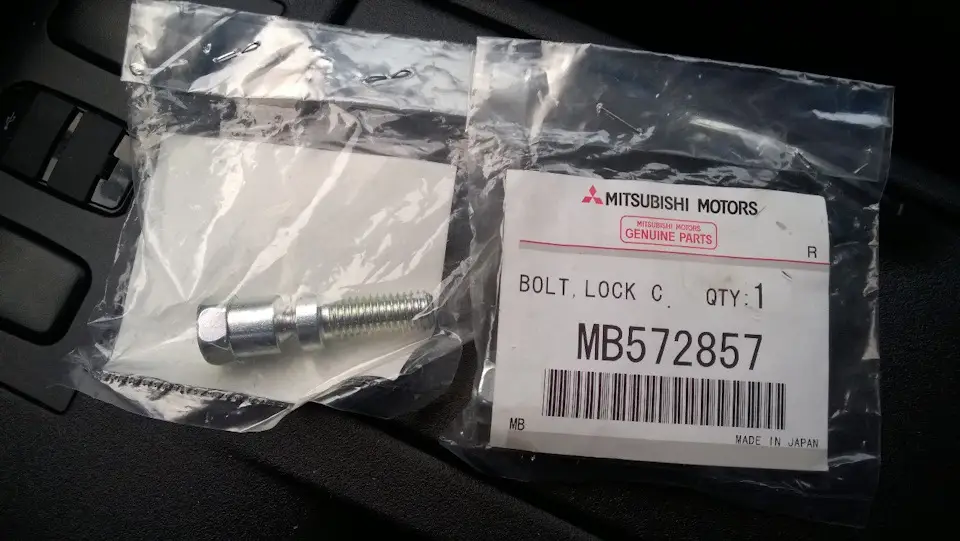 MITSUBISHI MOTORS
MITSUBISHI MOTORS
GENUINE PARTS
R
BOLT, LOCK C. QTY:1
MB572857
MB
MADE IN JAPAN